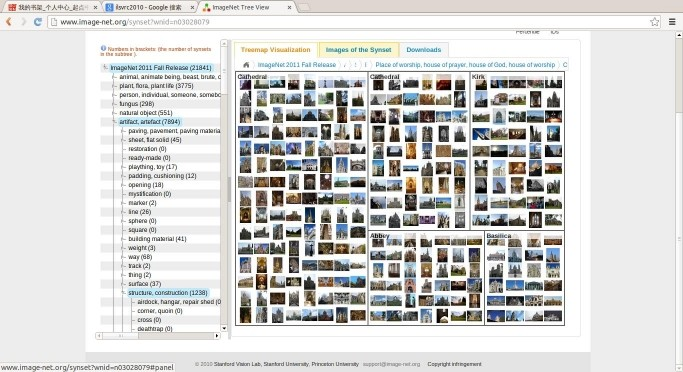 我的书架_个人中心_起点
ilsvrc2010 - Google 搜索
ImageNet Tree View
www.image-net.org/synset?wnid=n03028079
Percentile
IDs
Numbers in brackets: (the number of synsets in the subtree ).
ImageNet 2011 Fall Release (21841)
animal, animate being, beast, brute, c
plant, flora, plant life (3775)
person, individual, someone, somebo
fungus (298)
natural object (551)
artifact, artefact (7894)
paving, pavement, paving materia
sheet, flat solid (45)
restoration (0)
ready-made (0)
plaything, toy (17)
padding, cushioning (12)
opening (18)
mystification (0)
marker (2)
line (26)
sphere (0)
square (0)
building material (41)
weight (3)
way (68)
track (2)
thing (2)
surface (37)
structure, construction (1238)
airdock, hangar, repair shed (0
corner, quoin (0)
cross (0)
deathtrap (0)
Treemap Visualization
Images of the Synset
Downloads
ImageNet 2011 Fall Release
Place of worship, house of prayer, house of God, house of worship
C
Cathedral
Cathedral
Kirk
Abbey
Basilica
© 2010 Stanford Vision Lab, Stanford University, Princeton University support@image-net.org Copyright infringement
www.image-net.org/synset?wnid=n03028079#panel